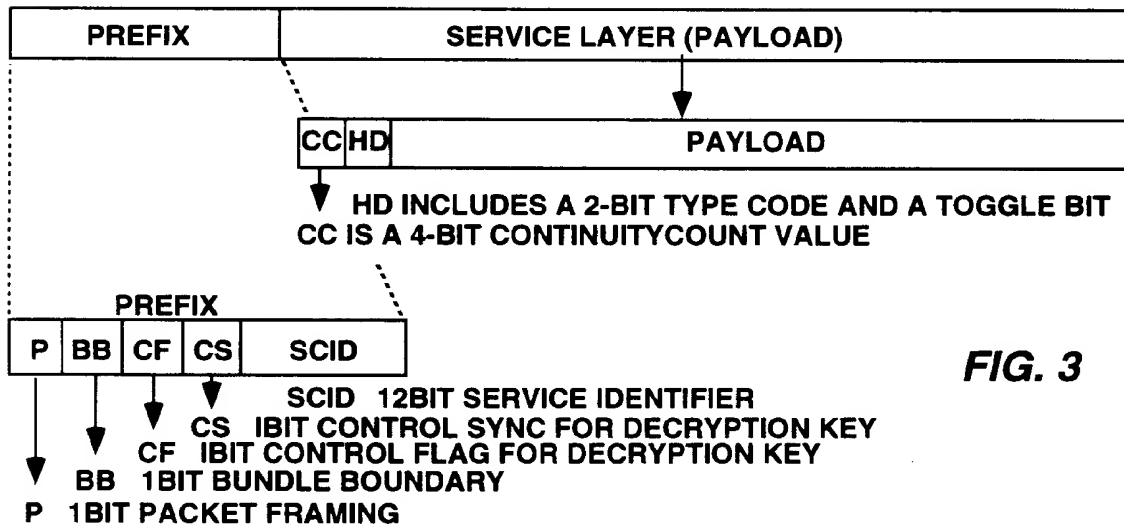 PREFIX SERVICE LAYER (PAYLOAD)
CC HD PAYLOAD
HD INCLUDES A 2-BIT TYPE CODE AND A TOGGLE BIT
CC IS A 4-BIT CONTINUITYCOUNT VALUE
PREFIX
P BB CF CS SCID
FIG. 3
SCID 12BIT SERVICE IDENTIFIER
CS IBIT CONTROL SYNC FOR DECRYPTION KEY
CF IBIT CONTROL FLAG FOR DECRYPTION KEY
BB 1BIT BUNDLE BOUNDARY
P 1BIT PACKET FRAMING